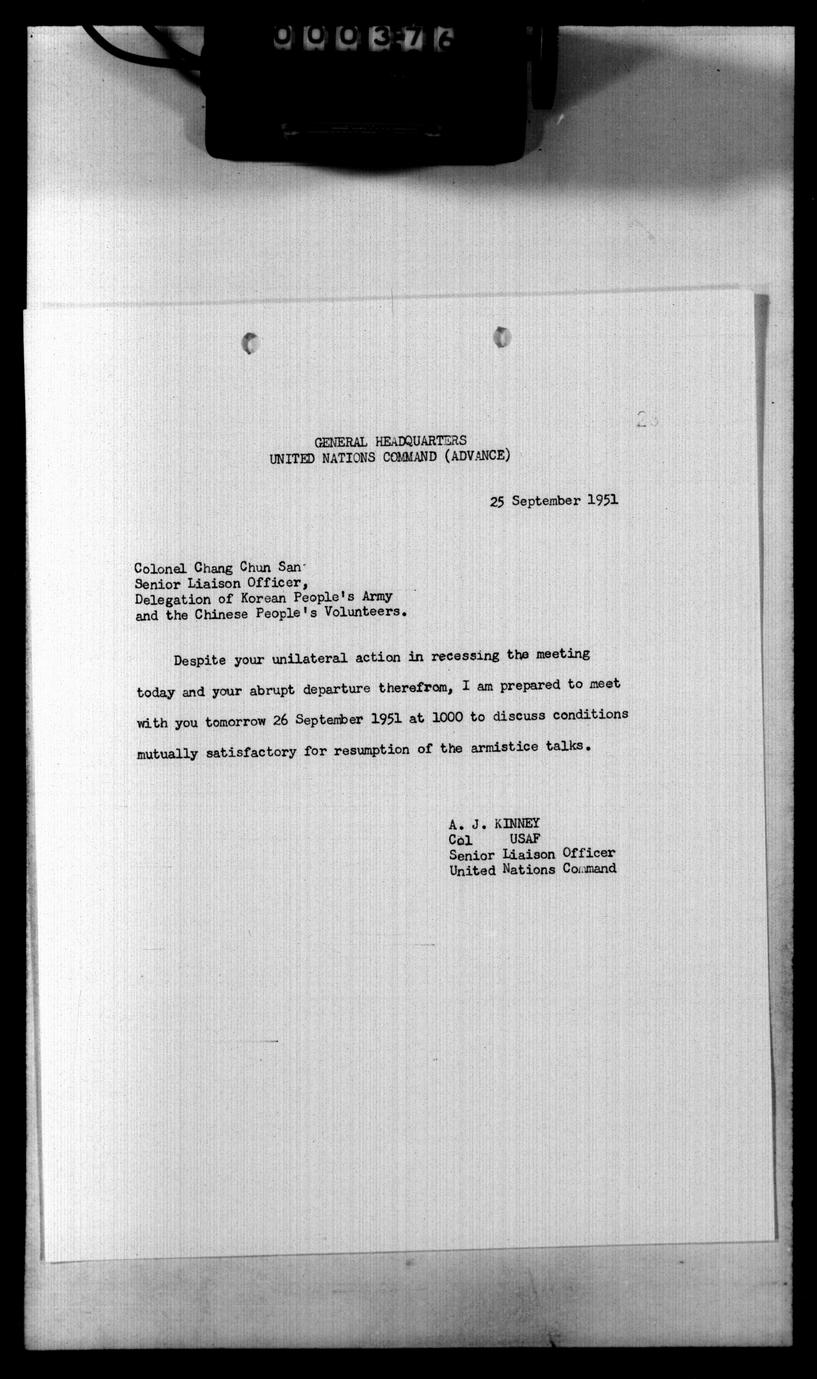 000376
GENERAL HEADQUARTERS
UNITED NATIONS COMMAND (ADVANCE)
25 September 1951
Colonel Chang Chun San
Senior Liaison Officer,
Delegation of Korean People's Army
and the Chinese People's Volunteers.
Despite your unilateral action in recessing the meeting
today and your abrupt departure therefrom, I am prepared to meet
with you tomorrow 26 September 1951 at 1000 to discuss conditions
mutually satisfactory for resumption of the armistice talks.
A. J. KINNEY
Col USAF
Senior Liaison Officer
United Nations Command